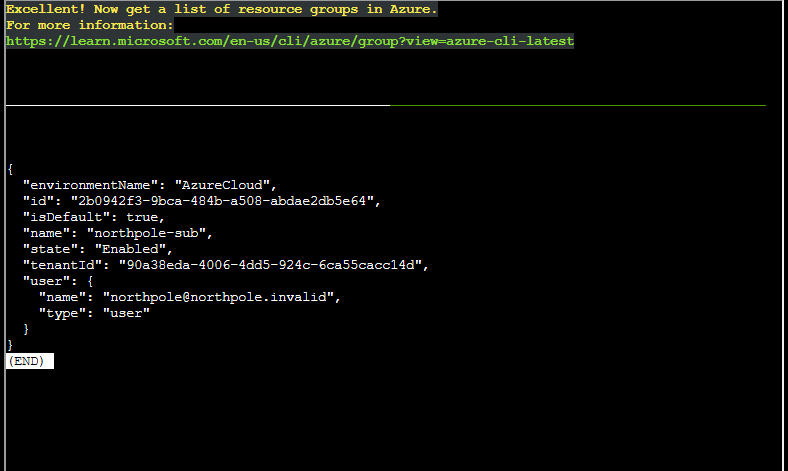 Excellent! Now get a list of resource groups in Azure.
For more information:
https://learn.microsoft.com/en-us/cli/azure/group?view=azure-cli-latest
{
  "environmentName": "AzureCloud",
  "id": "2b0942f3-9bca-484b-a508-abdae2db5e64",
  "isDefault": true,
  "name": "northpole-sub",
  "state": "Enabled",
  "tenantId": "90a38eda-4006-4dd5-924c-6ca55cacc14d",
  "user": {
    "name": "northpole@northpole.invalid",
    "type": "user"
  }
}
(END)